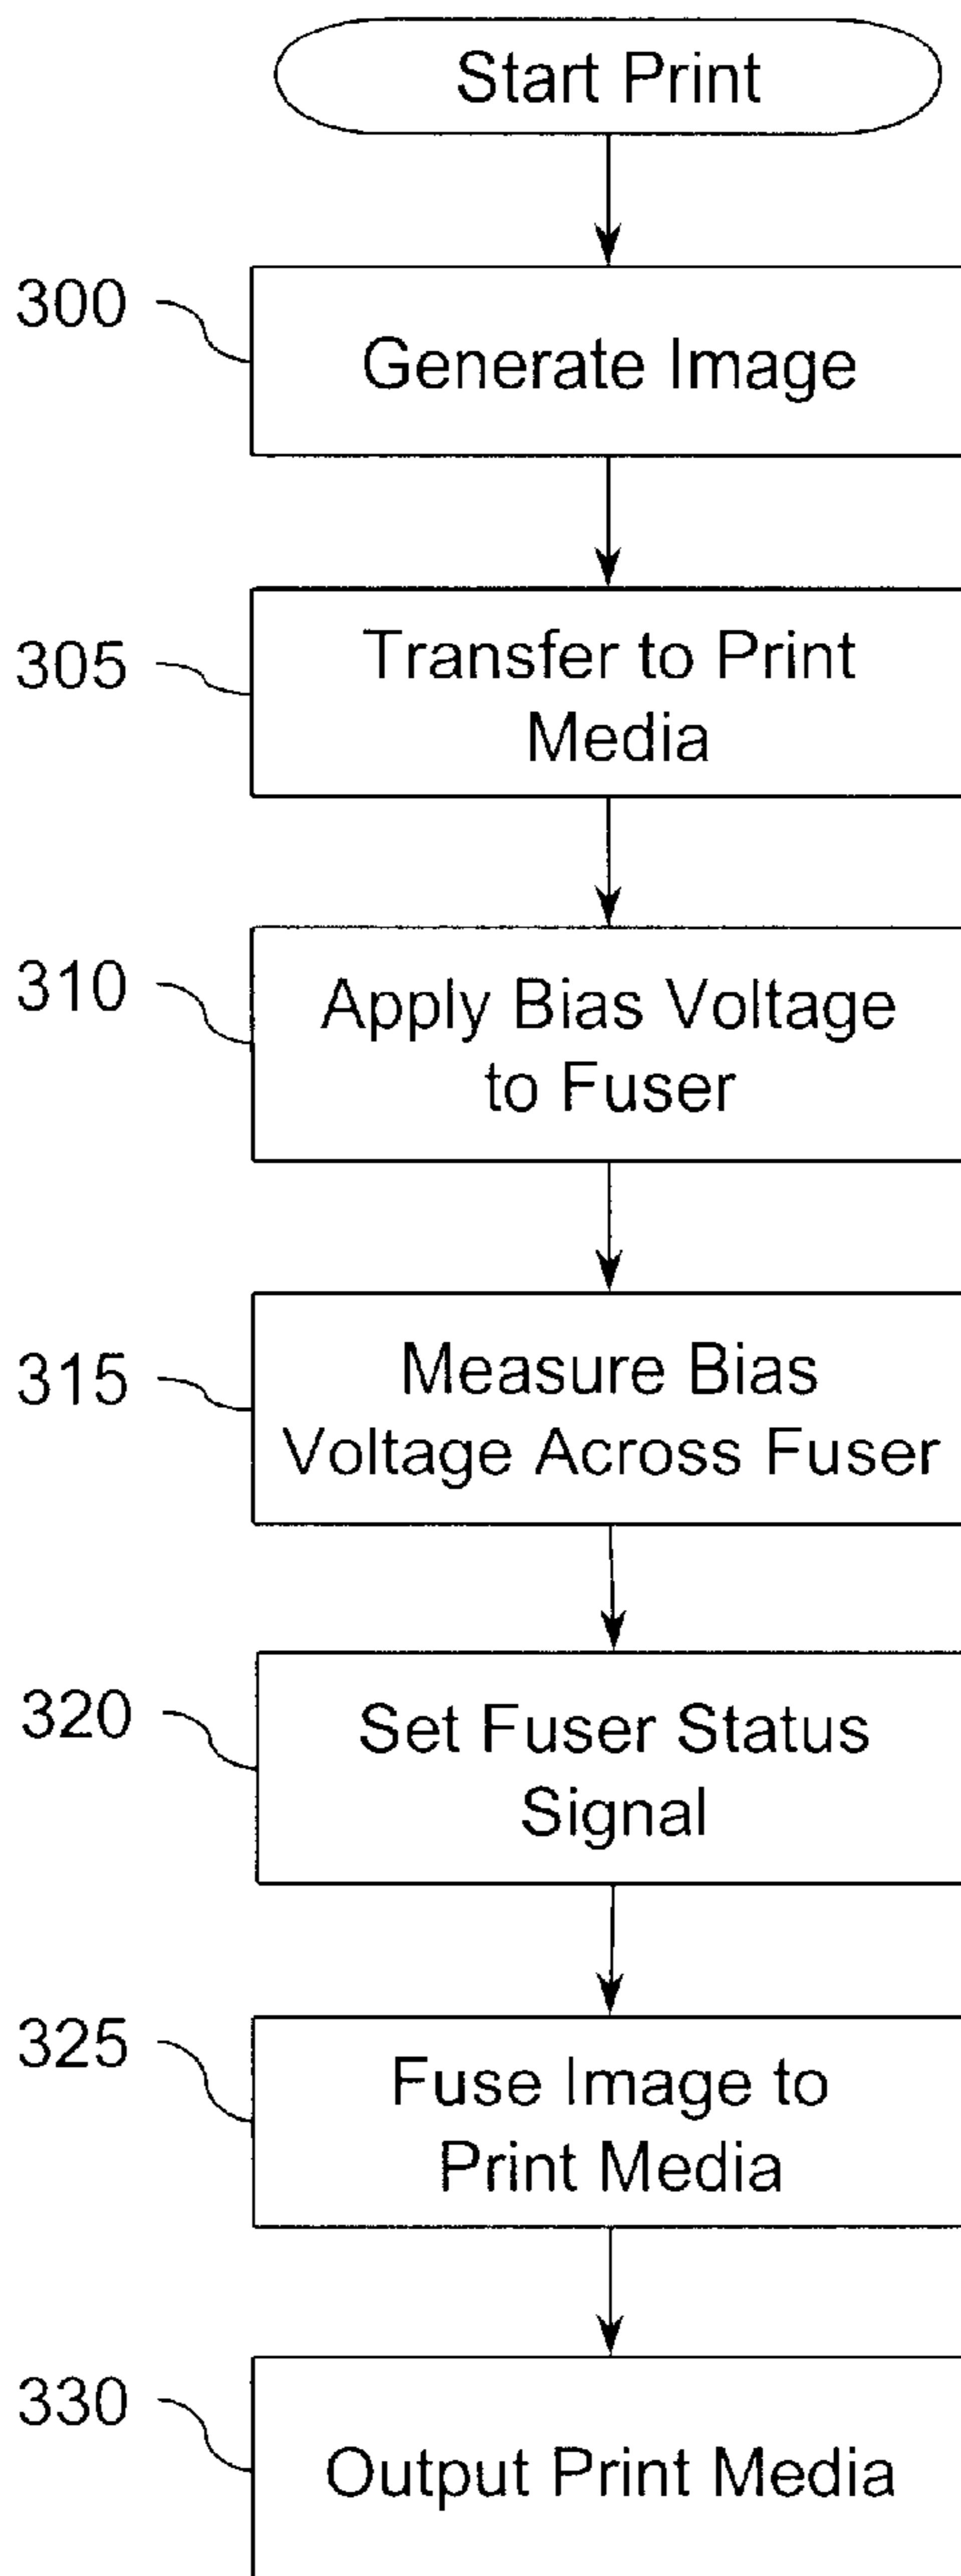 Start Print
300
Generate Image
305
Transfer to Print
Media
310
Apply Bias Voltage
to Fuser
315
Measure Bias
Voltage Across Fuser
320
Set Fuser Status
Signal
325
Fuse Image to
Print Media
330
Output Print Media